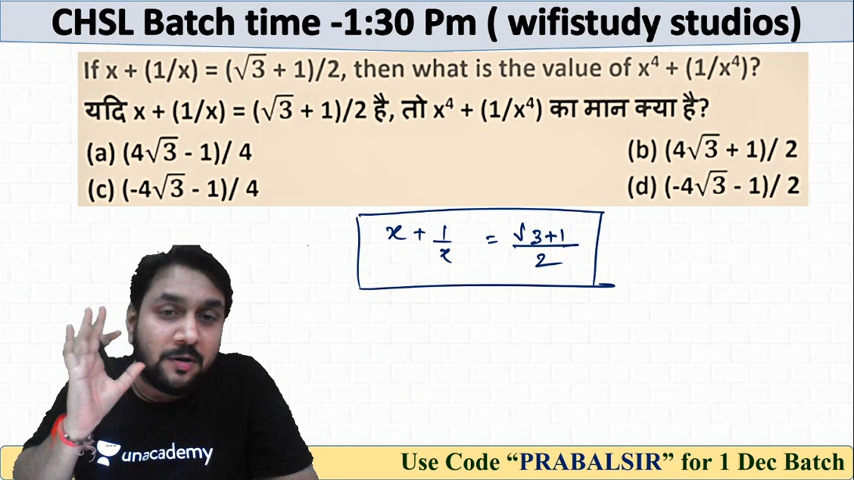 CHSL Batch time -1:30 Pm ( wifistudy studios)
If x + (1/x) = (√3 + 1)/2, then what is the value of x⁴ + (1/x⁴)?
यदि x + (1/x) = (√3 + 1)/2 है, तो x⁴ + (1/x⁴) का मान क्या है?
(a) (4√3 - 1)/ 4 (b) (4√3 + 1)/ 2
(c) (-4√3 - 1)/ 4 (d) (-4√3 - 1)/ 2
x + 1/x = √3+1/2
unacademy
Use Code “PRABALSIR” for 1 Dec Batch